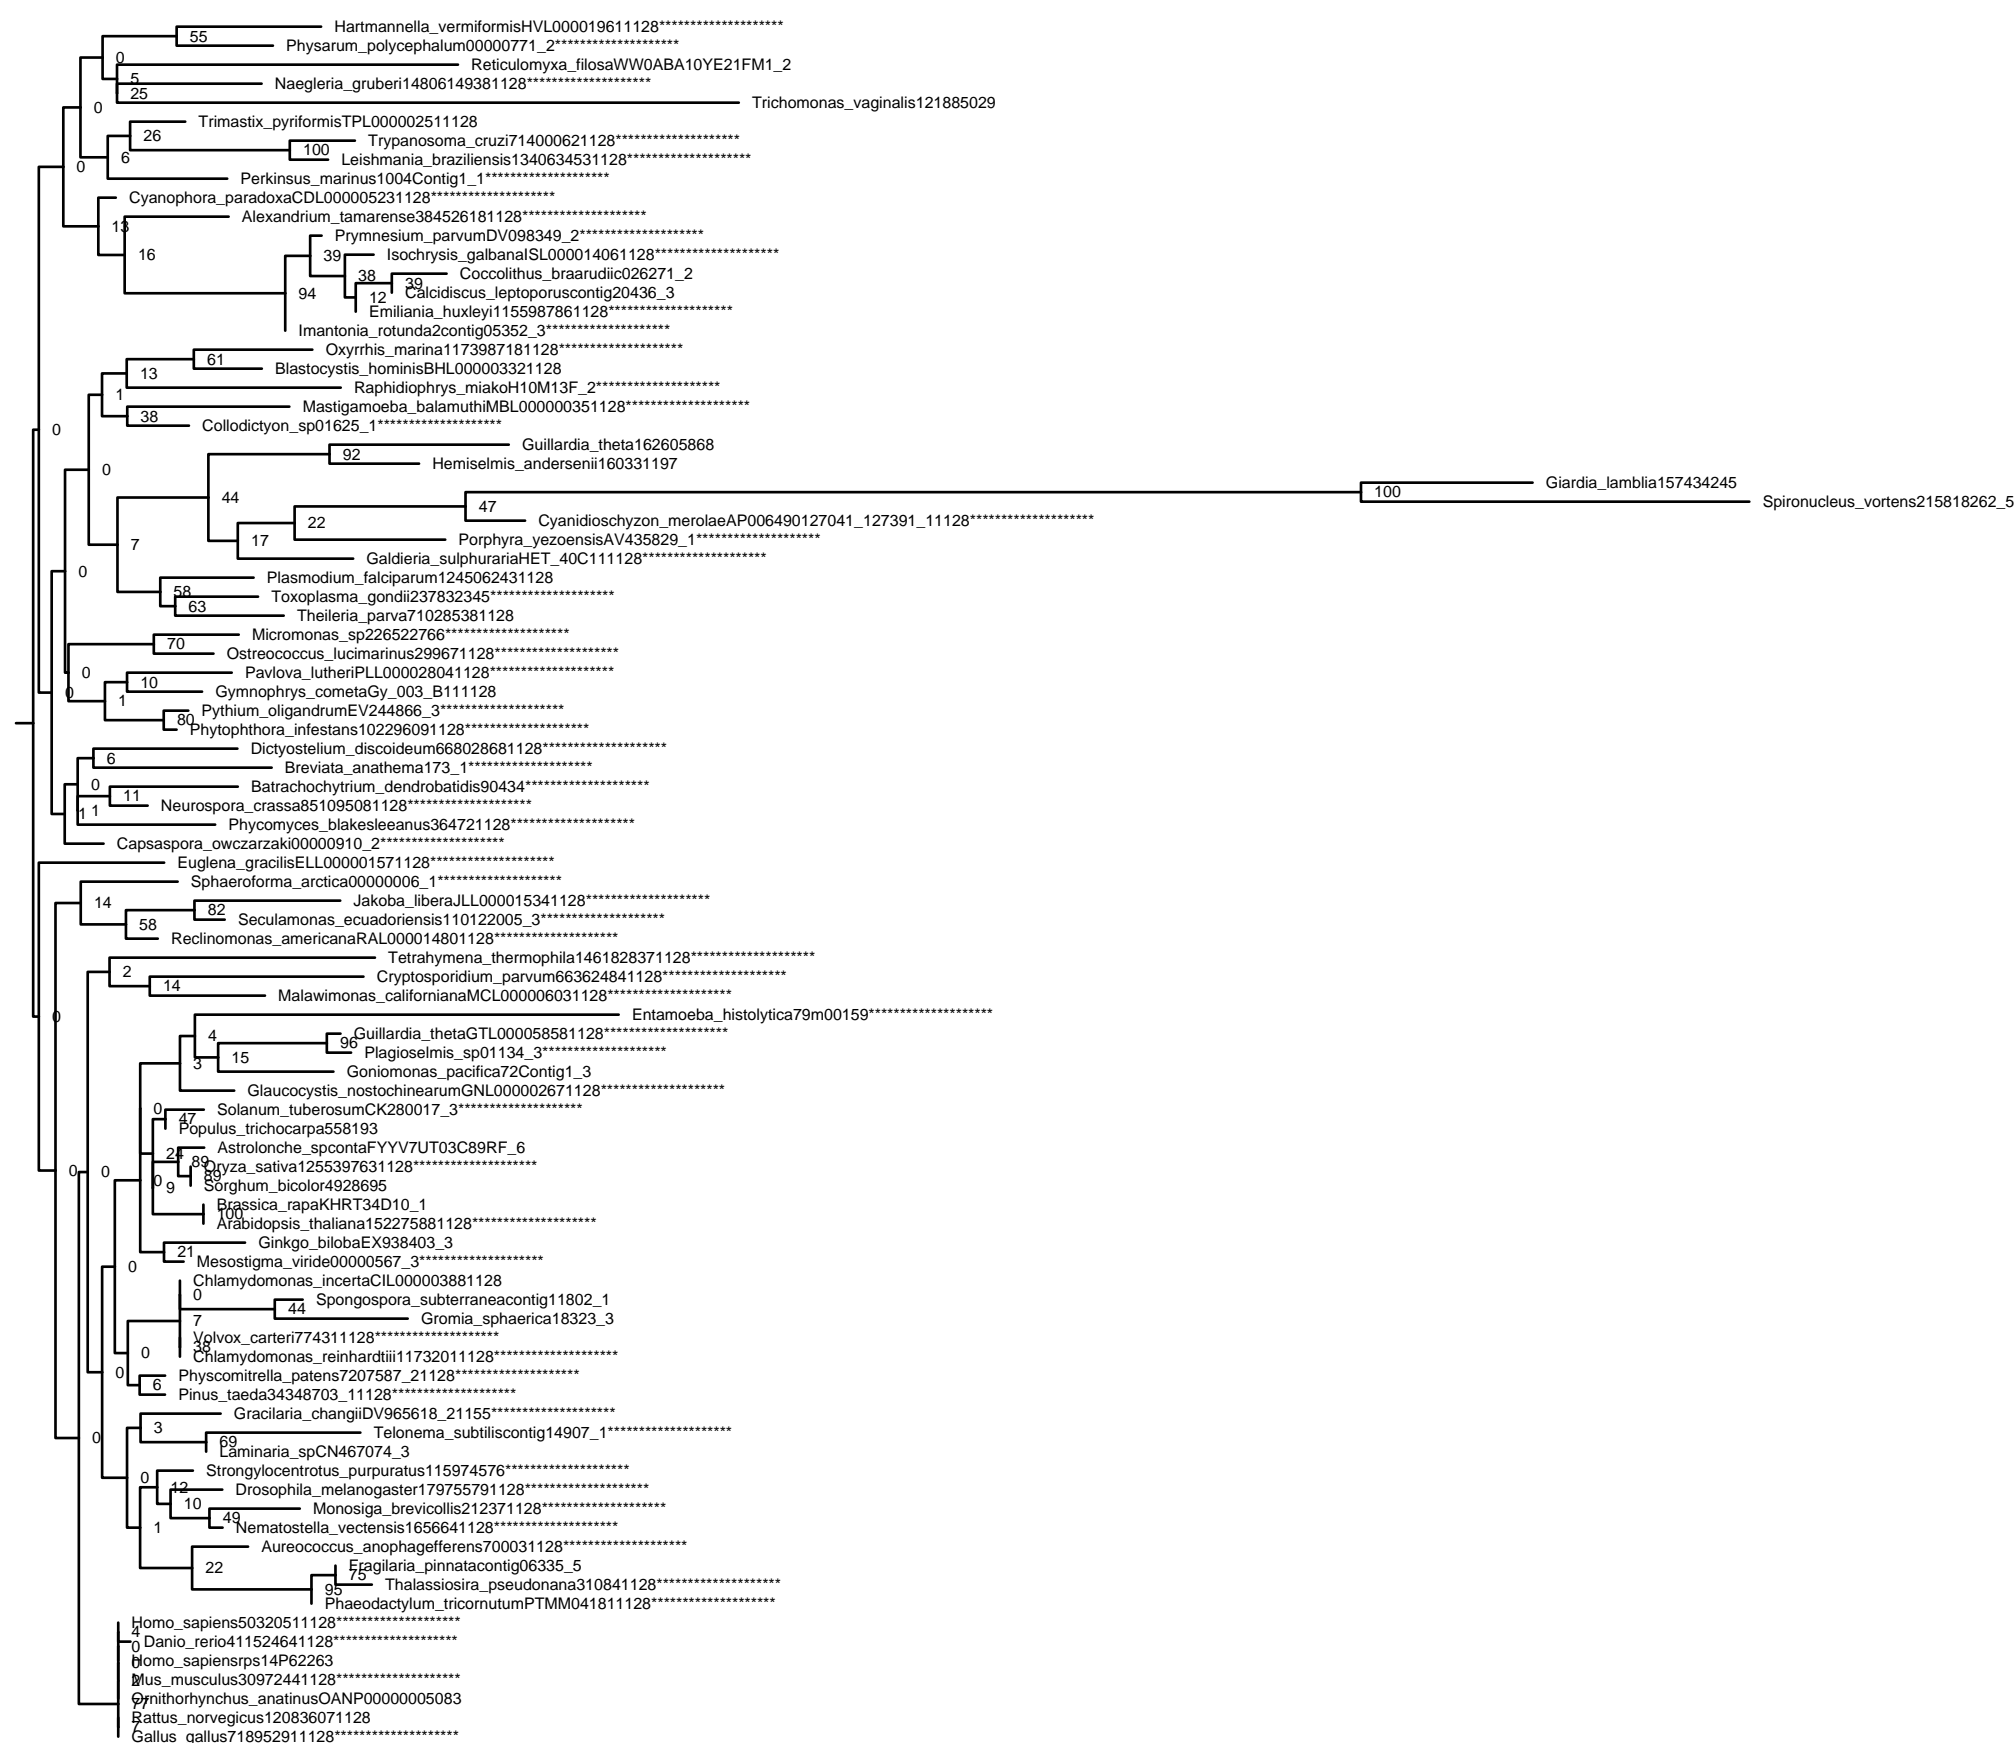 Hartmannella_vermiformisHVL000019611128********************
55
Physarum_polycephalum00000771_2********************
0
Reticulomyxa_filosaWW0ABA10YE21FM1_2
5
Naegleria_gruberi14806149381128********************
25
Trichomonas_vaginalis121885029
0
Trimastix_pyriformisTPL000002511128
26
Trypanosoma_cruzi714000621128********************
100
6
Leishmania_braziliensis1340634531128********************
0
Perkinsus_marinus1004Contig1_1********************
Cyanophora_paradoxaCDL000005231128********************
Alexandrium_tamarense384526181128********************
13
Prymnesium_parvumDV098349_2********************
16
39
Isochrysis_galbanaISL000014061128********************
38
Coccolithus_braarudiic026271_2
39
94
Calcidiscus_leptoporuscontig20436_3
12
Emiliania_huxleyi1155987861128********************
Imantonia_rotunda2contig05352_3********************
Oxyrrhis_marina1173987181128********************
61
Blastocystis_hominisBHL000003321128
13
Raphidiophrys_miakoH10M13F_2********************
1
Mastigamoeba_balamuthiMBL000000351128********************
38
Collodictyon_sp01625_1********************
0
Guillardia_theta162605868
92
Hemiselmis_andersenii160331197
0
Giardia_lamblia157434245
100
44
Spironucleus_vortens215818262_5
47
Cyanidioschyzon_merolaeAP006490127041_127391_11128********************
22
Porphyra_yezoensisAV435829_1********************
17
7
Galdieria_sulphurariaHET_40C111128********************
0
Plasmodium_falciparum1245062431128
58
Toxoplasma_gondii237832345********************
63
Theileria_parva710285381128
Micromonas_sp226522766********************
70
Ostreococcus_lucimarinus299671128********************
0
Pavlova_lutheriPLL000028041128********************
10
0
Gymnophrys_cometaGy_003_B111128
1
Pythium_oligandrumEV244866_3********************
80
Phytophthora_infestans102296091128********************
Dictyostelium_discoideum668028681128********************
6
Breviata_anathema173_1********************
0
Batrachochytrium_dendrobatidis90434********************
11
Neurospora_crassa851095081128********************
1
1
Phycomyces_blakesleeanus364721128********************
Capsaspora_owczarzaki00000910_2********************
Euglena_gracilisELL000001571128********************
Sphaeroforma_arctica00000006_1********************
14
Jakoba_liberaJLL000015341128********************
82
Seculamonas_ecuadoriensis110122005_3********************
58
Reclinomonas_americanaRAL000014801128********************
Tetrahymena_thermophila1461828371128********************
2
Cryptosporidium_parvum663624841128********************
14
Malawimonas_californianaMCL000006031128********************
0
Entamoeba_histolytica79m00159********************
4
Guillardia_thetaGTL000058581128********************
96
Plagioselmis_sp01134_3********************
15
3
Goniomonas_pacifica72Contig1_3
Glaucocystis_nostochinearumGNL000002671128********************
0
Solanum_tuberosumCK280017_3********************
47
Populus_trichocarpa558193
Astrolonche_spcontaFYYV7UT03C89RF_6
24
89
Oryza_sativa1255397631128********************
0
0
89
0
9
Sorghum_bicolor4928695
Brassica_rapaKHRT34D10_1
100
Arabidopsis_thaliana152275881128********************
Ginkgo_bilobaEX938403_3
21
Mesostigma_viride00000567_3********************
0
Chlamydomonas_incertaCIL000003881128
0
Spongospora_subterraneacontig11802_1
44
Gromia_sphaerica18323_3
7
Volvox_carteri774311128********************
38
0
Chlamydomonas_reinhardtiii11732011128********************
0
Physcomitrella_patens7207587_21128********************
6
Pinus_taeda34348703_11128********************
Gracilaria_changiiDV965618_21155********************
3
Telonema_subtiliscontig14907_1********************
0
69
Laminaria_spCN467074_3
Strongylocentrotus_purpuratus115974576********************
0
12
Drosophila_melanogaster179755791128********************
10
Monosiga_brevicollis212371128********************
49
1
Nematostella_vectensis1656641128********************
Aureococcus_anophagefferens700031128********************
22
Fragilaria_pinnatacontig06335_5
75
Thalassiosira_pseudonana310841128********************
95
Phaeodactylum_tricornutumPTMM041811128********************
Homo_sapiens50320511128********************
4
Danio_rerio411524641128********************
0
Homo_sapiensrps14P62263
0
Mus_musculus30972441128********************
2
Ornithorhynchus_anatinusOANP00000005083
77
Rattus_norvegicus120836071128
7
Gallus_gallus718952911128********************